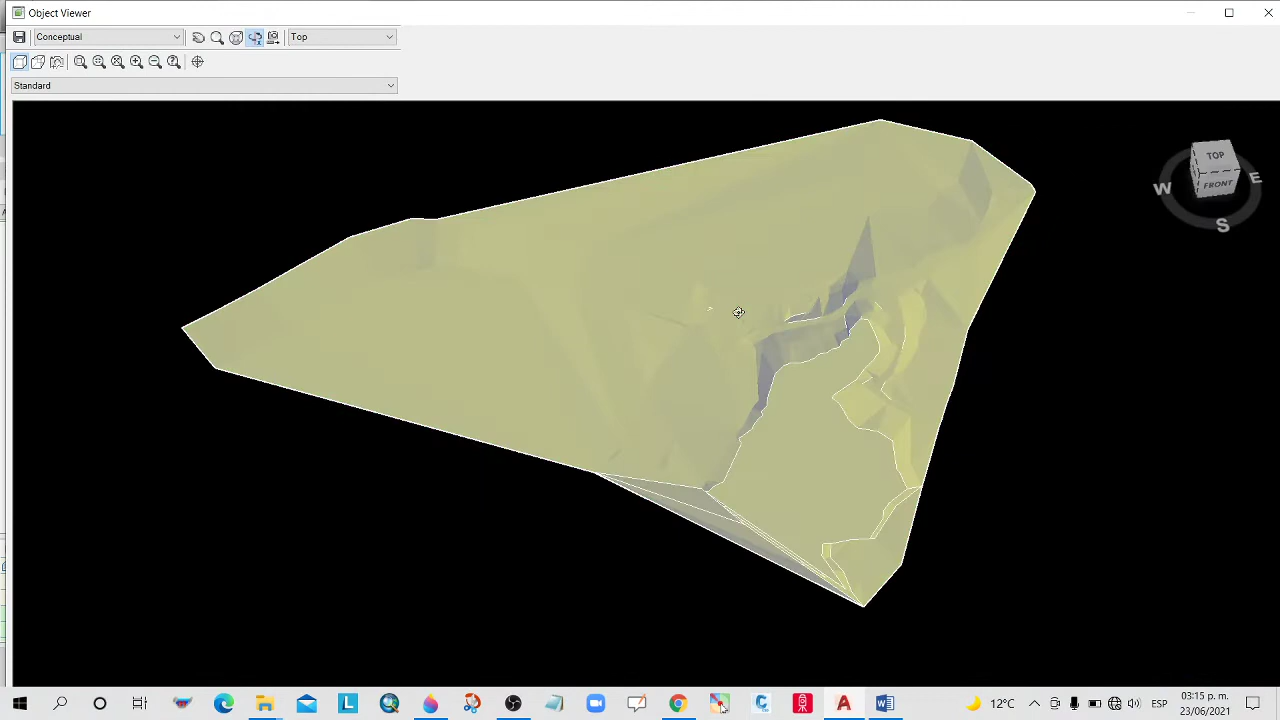 Object Viewer
Conceptual
Top
Standard
TOP
FRONT
W
E
S
L
A
W
12°C
ESP
03:15 p. m.
23/06/2021